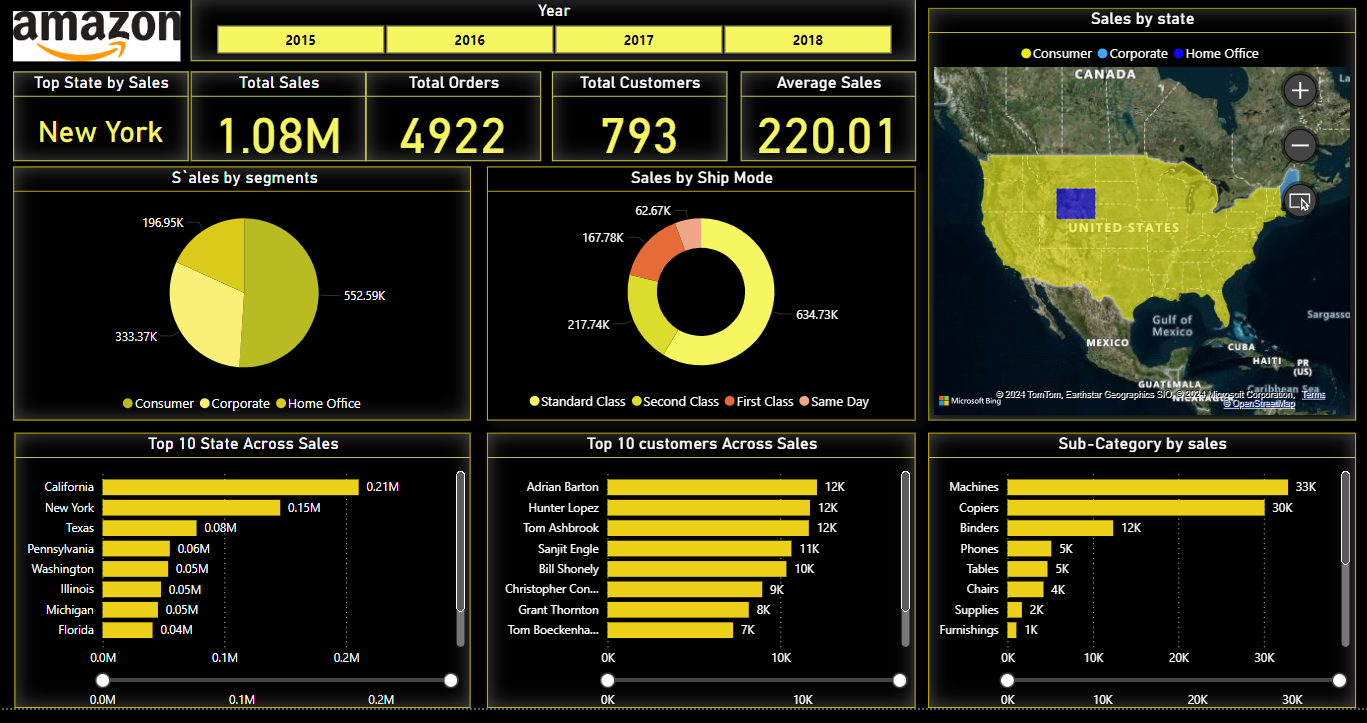 amazon
Year
2015
2016
2017
2018
Top State by Sales
New York
Total Sales
1.08M
Total Orders
4922
Total Customers
793
Average Sales
220.01
S`ales by segments
196.95K
552.59K
333.37K
Consumer Corporate Home Office
Sales by Ship Mode
62.67K
167.78K
217.74K
634.73K
Standard Class Second Class First Class Same Day
Sales by state
Consumer Corporate Home Office
CANADA
La
UNITED STATES
Gulf of
Mexico
Sargasso
MEXICO
CUBA
HAITI
PR
(US)
GUATEMALA
Caribbean Sea
Microsoft Bing
© 2024 TomTom, Earthstar Geographics SIO, © 2024 Microsoft Corporation, Terms
© OpenStreetMap
Top 10 State Across Sales
California 0.21M
New York 0.15M
Texas 0.08M
Pennsylvania 0.06M
Washington 0.05M
Illinois 0.05M
Michigan 0.05M
Florida 0.04M
0.0M 0.1M 0.2M
0.0M 0.1M 0.2M
Top 10 customers Across Sales
Adrian Barton 12K
Hunter Lopez 12K
Tom Ashbrook 12K
Sanjit Engle 11K
Bill Shonely 10K
Christopher Con... 9K
Grant Thornton 8K
Tom Boeckenha... 7K
0K 10K
0K 10K
Sub-Category by sales
Machines 33K
Copiers 30K
Binders 12K
Phones 5K
Tables 5K
Chairs 4K
Supplies 2K
Furnishings 1K
0K 10K 20K 30K
0K 10K 20K 30K